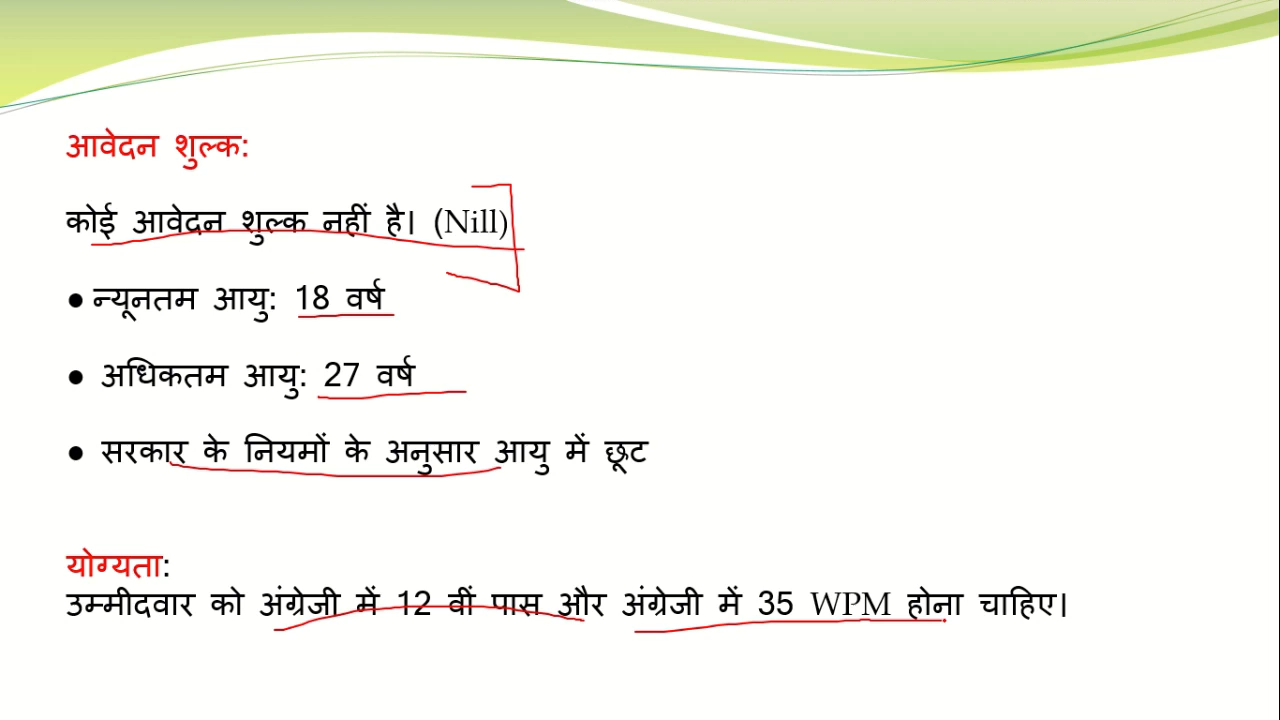 आवेदन शुल्क:
कोई आवेदन शुल्क नहीं है। (Nill)
● न्यूनतम आयु: 18 वर्ष
● अधिकतम आयु: 27 वर्ष
● सरकार के नियमों के अनुसार आयु में छूट
योग्यता:
उम्मीदवार को अंग्रेजी में 12 वीं पास और अंग्रेजी में 35 WPM होना चाहिए।